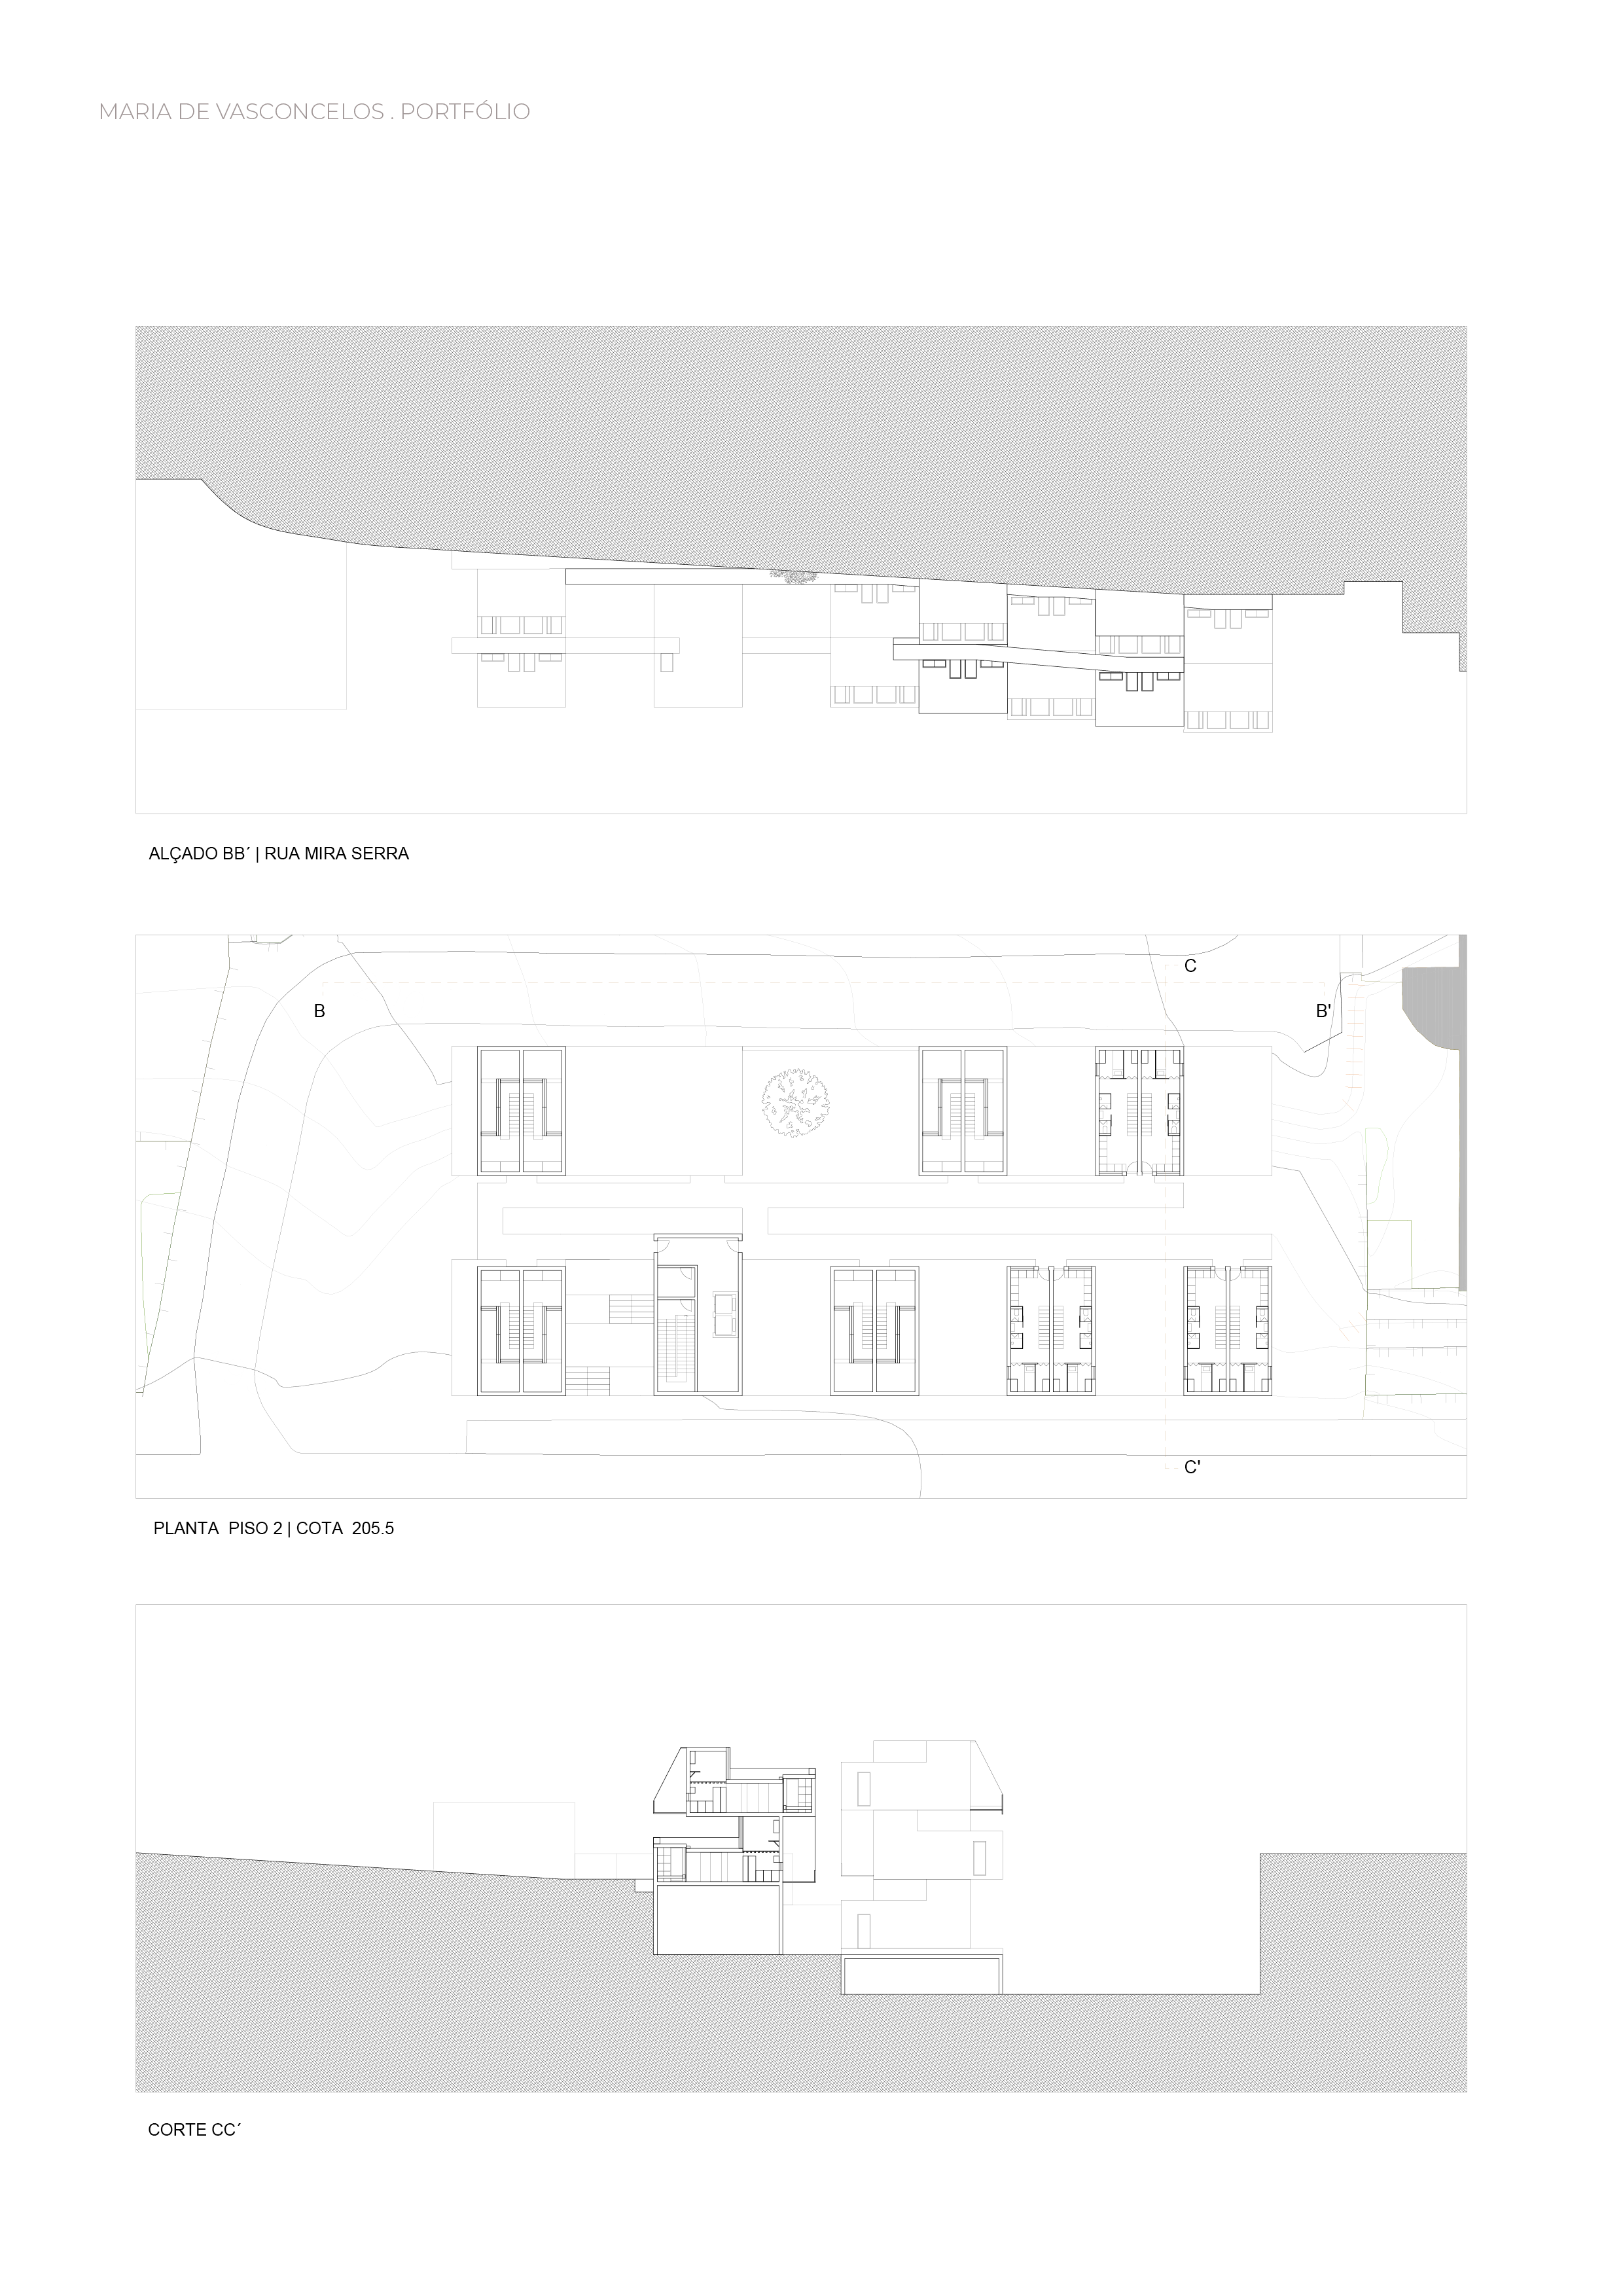 MARIA DE VASCONCELOS . PORTFÓLIO
ALÇADO BB´ | RUA MIRA SERRA
C
B
B'
C'
PLANTA PISO 2 | COTA 205.5
CORTE CC´